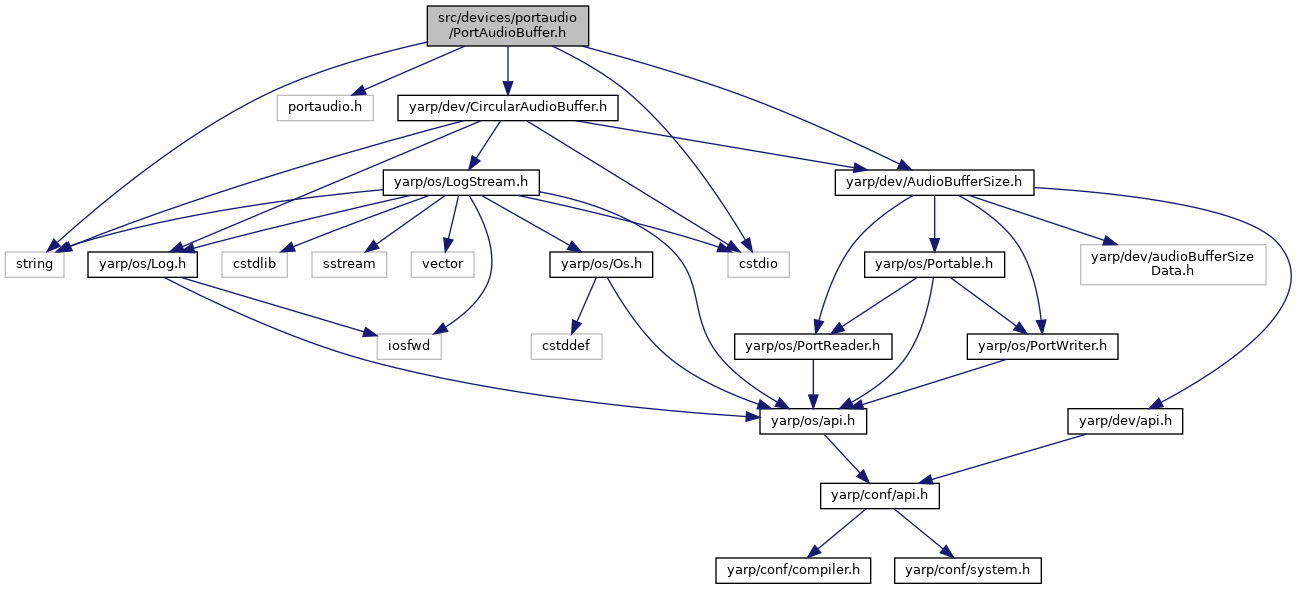 src/devices/portaudio
/PortAudioBuffer.h
portaudio.h
yarp/dev/CircularAudioBuffer.h
yarp/os/LogStream.h
yarp/dev/AudioBufferSize.h
string
yarp/os/Log.h
cstdlib
sstream
vector
yarp/os/Os.h
cstdio
yarp/os/Portable.h
yarp/dev/audioBufferSize
Data.h
iosfwd
cstddef
yarp/os/PortReader.h
yarp/os/PortWriter.h
yarp/os/api.h
yarp/dev/api.h
yarp/conf/api.h
yarp/conf/compiler.h
yarp/conf/system.h